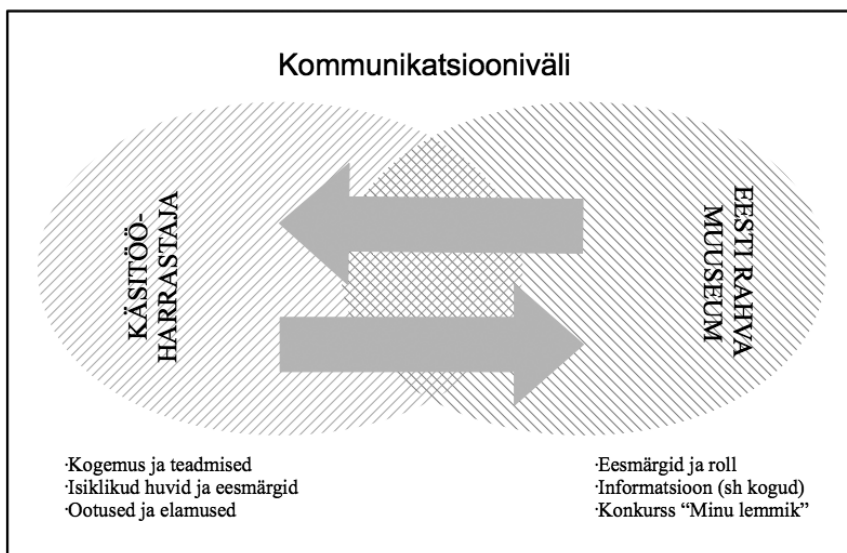 Kommunikatsiooniväli
KÄSITÖÖ-
HARRASTAJA
EESTI RAHVA
MUUSEUM
·Kogemus ja teadmised
·Isiklikud huvid ja eesmärgid
·Ootused ja elamused
·Eesmärgid ja roll
·Informatsioon (sh kogud)
·Konkurss “Minu lemmik”